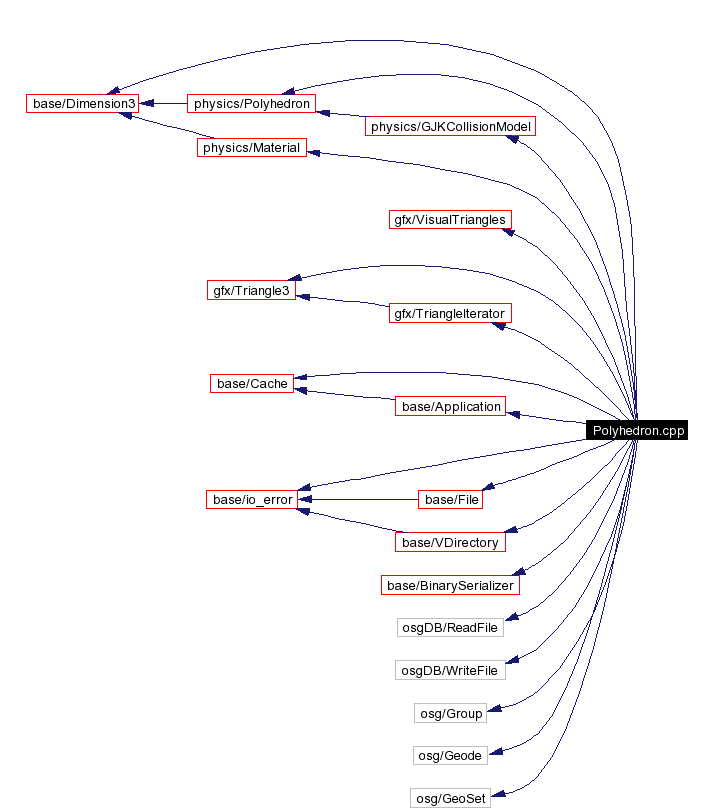 base/Dimension3
physics/Polyhedron
physics/GJKCollisionModel
physics/Material
gfx/VisualTriangles
gfx/Triangle3
gfx/TriangleIterator
base/Cache
base/Application
Polyhedron.cpp
base/io_error
base/File
base/VDirectory
base/BinarySerializer
osgDB/ReadFile
osgDB/WriteFile
osg/Group
osg/Geode
osg/GeoSet